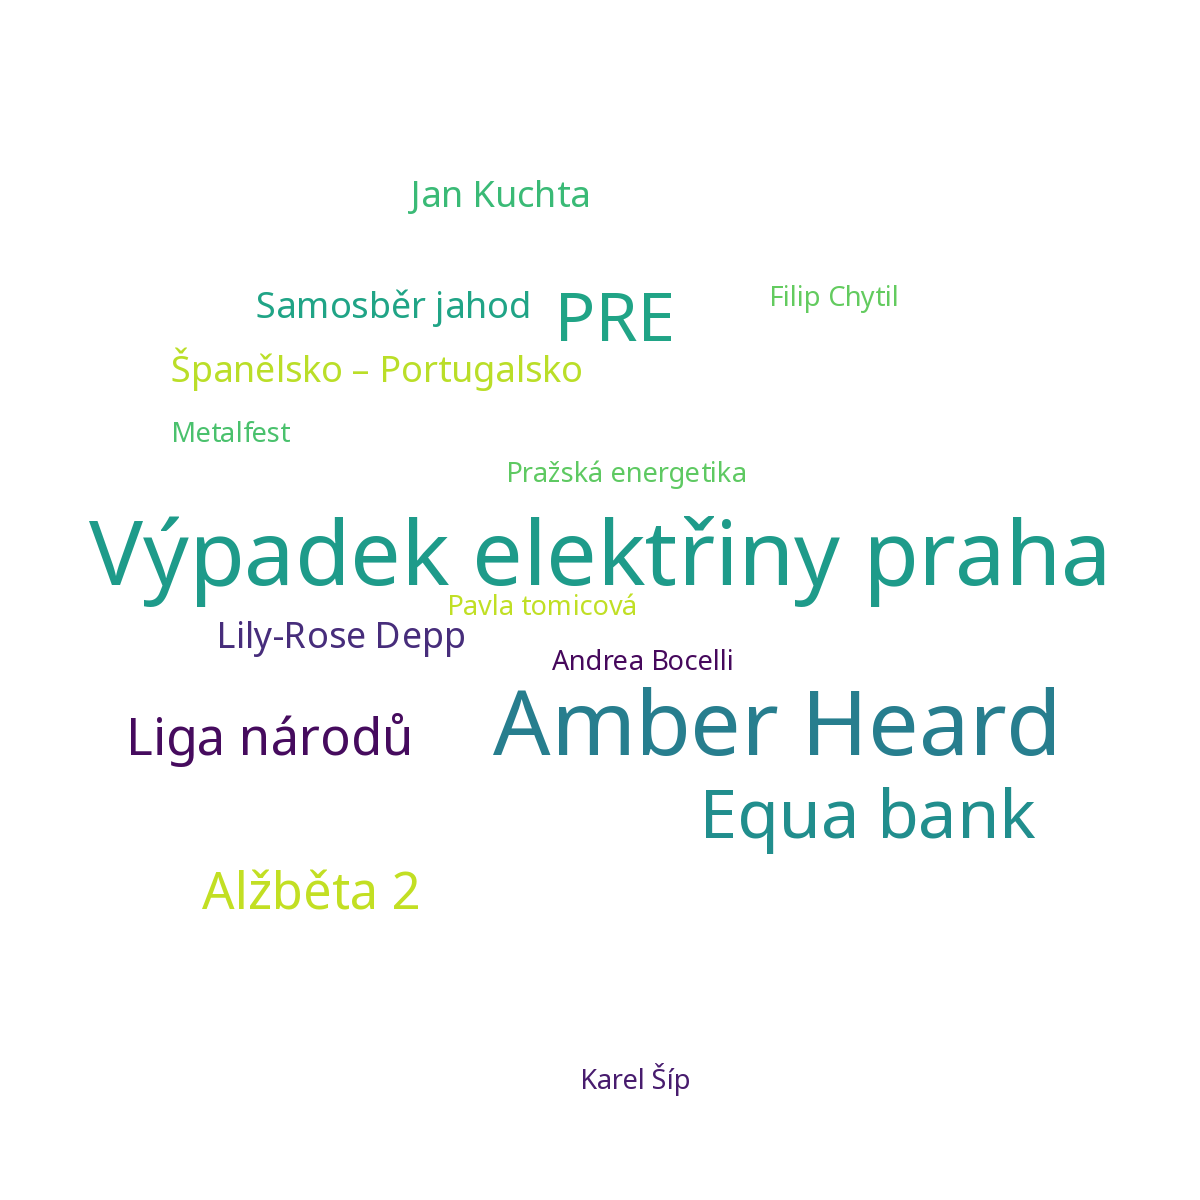 Jan Kuchta
Samosběr jahod
PRE
Filip Chytil
Španělsko – Portugalsko
Metalfest
Pražská energetika
Výpadek elektřiny praha
Pavla tomicová
Lily-Rose Depp
Andrea Bocelli
Liga národů
Amber Heard
Equa bank
Alžběta 2
Karel Šíp